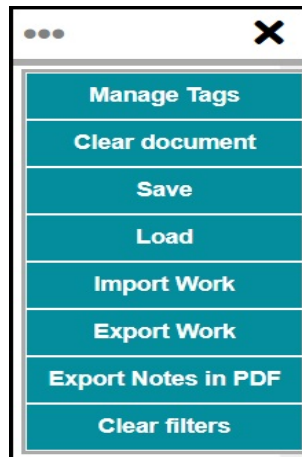 Manage Tags
Clear document
Save
Load
Import Work
Export Work
Export Notes in PDF
Clear filters